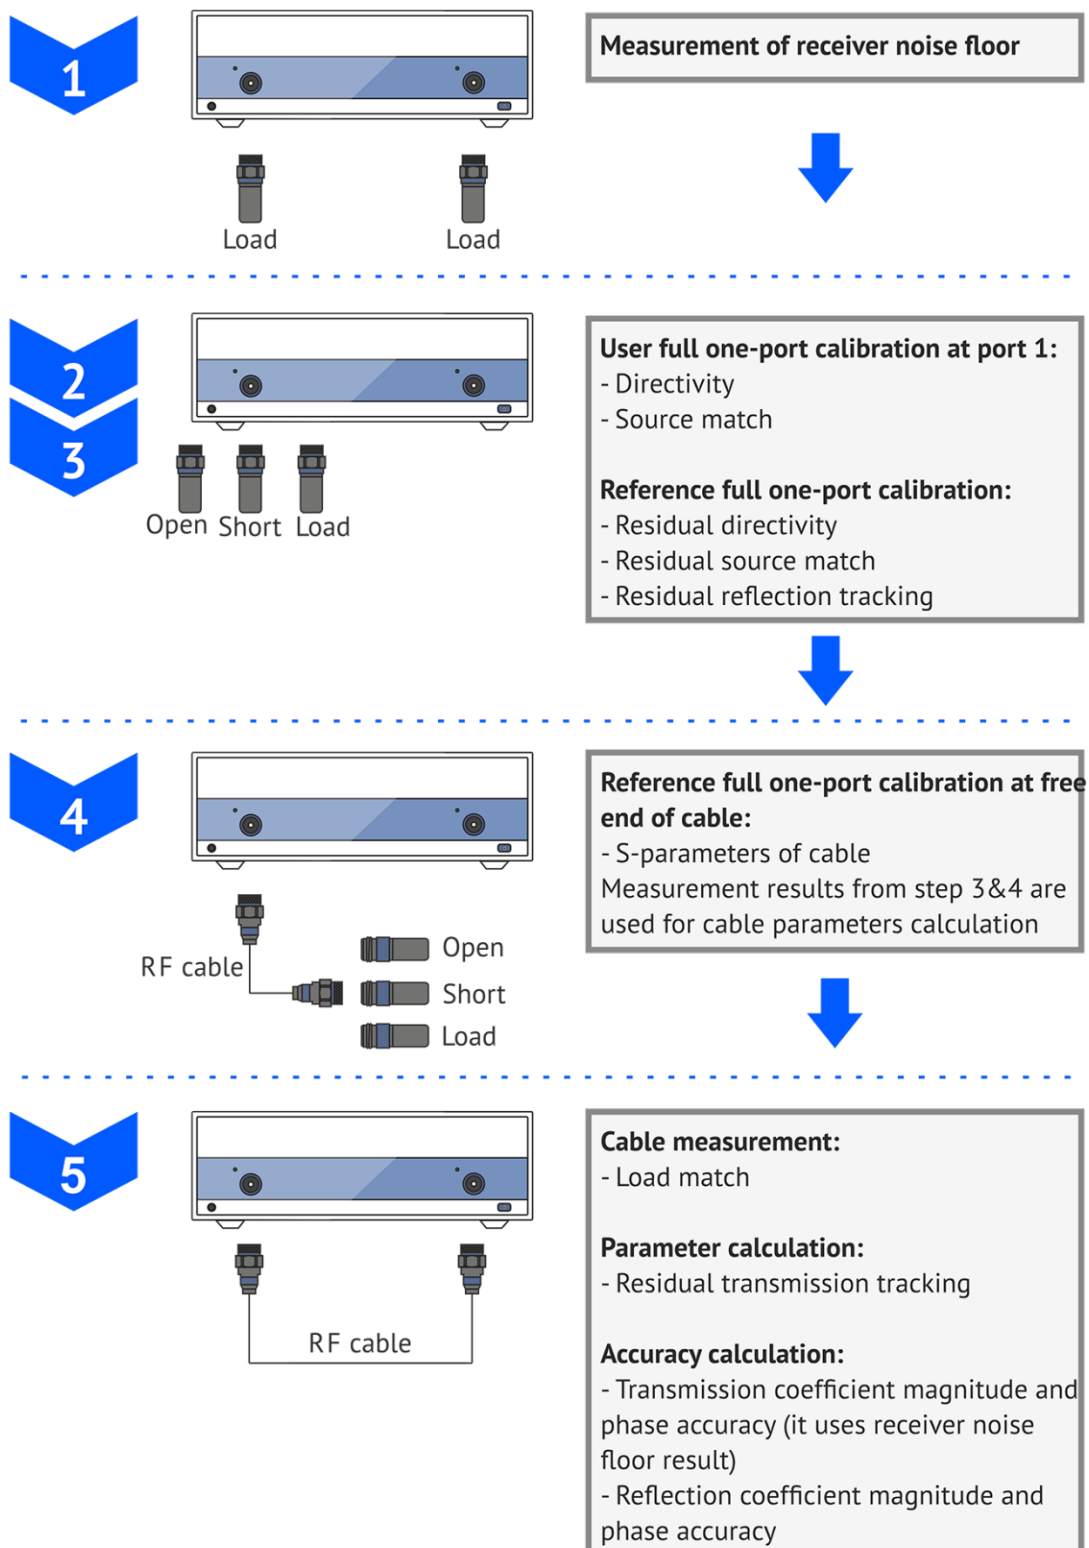 1
Measurement of receiver noise floor
Load
Load
2
3
Open
Short
Load
User full one-port calibration at port 1:
- Directivity
- Source match
Reference full one-port calibration:
- Residual directivity
- Residual source match
- Residual reflection tracking
4
RF cable
Open
Short
Load
Reference full one-port calibration at free
end of cable:
- S-parameters of cable
Measurement results from step 3&4 are
used for cable parameters calculation
5
RF cable
Cable measurement:
- Load match
Parameter calculation:
- Residual transmission tracking
Accuracy calculation:
- Transmission coefficient magnitude and
phase accuracy (it uses receiver noise
floor result)
- Reflection coefficient magnitude and
phase accuracy